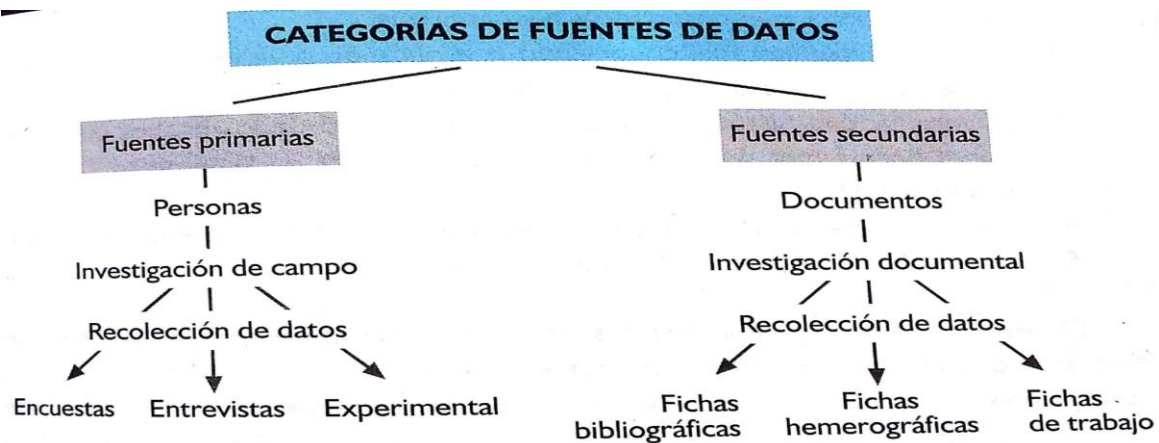 CATEGORÍAS DE FUENTES DE DATOS
Fuentes primarias
Personas
Investigación de campo
Recolección de datos
Encuestas
Entrevistas
Experimental
Fuentes secundarias
Documentos
Investigación documental
Recolección de datos
Fichas
bibliográficas
Fichas
hemerográficas
Fichas
de trabajo